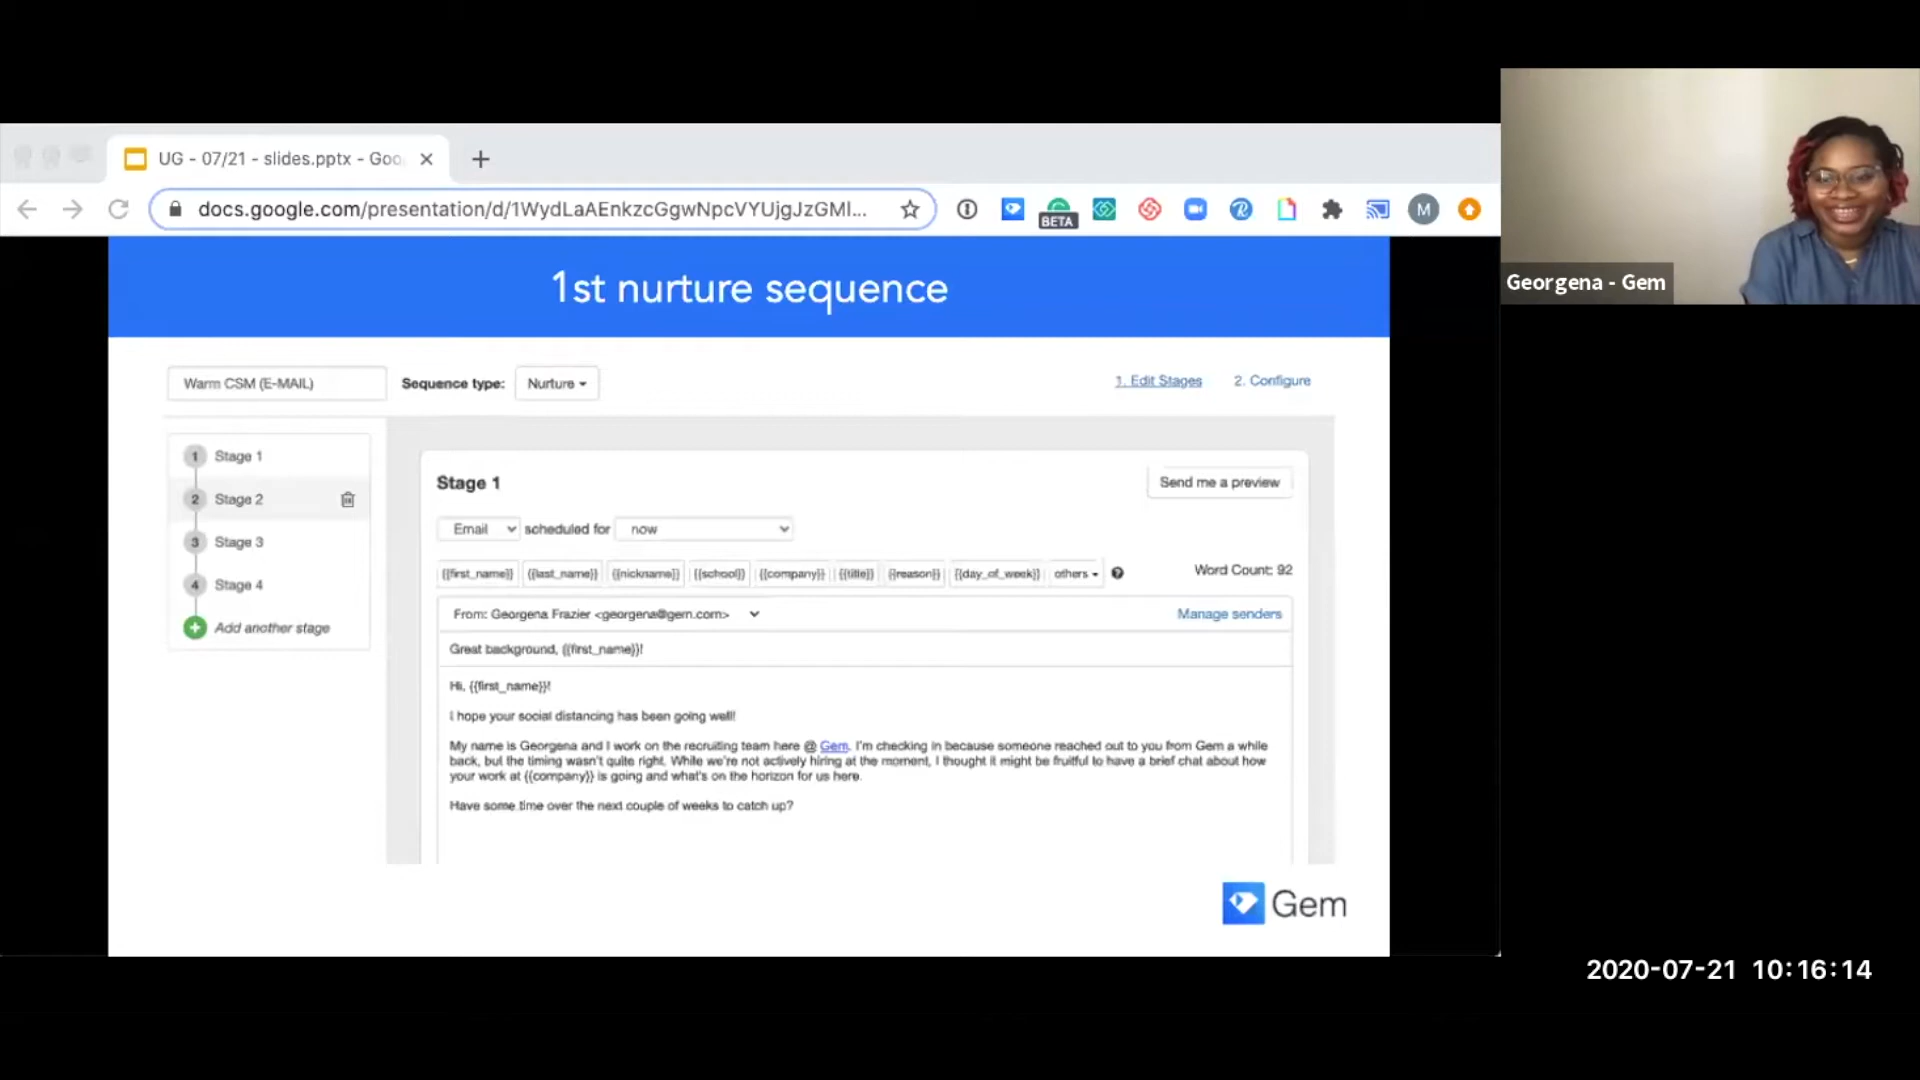 UG - 07/21 - slides.pptx - Goo
docs.google.com/presentation/d/1WydLaAEnkzcGgwNpcVYUjgJzGMI...
BETA
M
Georgena - Gem
1st nurture sequence
Warm CSM (E-MAIL)
Sequence type:
Nurture
1. Edit Stages
2. Configure
1 Stage 1
2 Stage 2
3 Stage 3
4 Stage 4
+ Add another stage
Stage 1
Send me a preview
Email scheduled for now
{{first_name}} {{last_name}} {{nickname}} {{school}} {{company}} {{title}} {{reason}} {{day_of_week}} others ?
Word Count: 92
From: Georgena Frazier <georgena@gem.com>
Manage senders
Great background, {{first_name}}!
Hi, {{first_name}}!
I hope your social distancing has been going well!
My name is Georgena and I work on the recruiting team here @ Gem. I'm checking in because someone reached out to you from Gem a while
back, but the timing wasn't quite right. While we're not actively hiring at the moment, I thought it might be fruitful to have a brief chat about how
your work at {{company}} is going and what's on the horizon for us here.
Have some time over the next couple of weeks to catch up?
Gem
2020-07-21 10:16:14